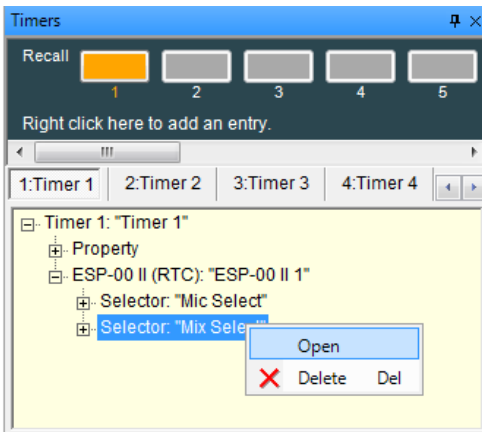 Timers
Recall
1 2 3 4 5
Right click here to add an entry.
1:Timer 1 2:Timer 2 3:Timer 3 4:Timer 4
Timer 1: "Timer 1"
Property
ESP-00 II (RTC): "ESP-00 II 1"
Selector: "Mic Select"
Selector: "Mix Select"
Open
Delete Del